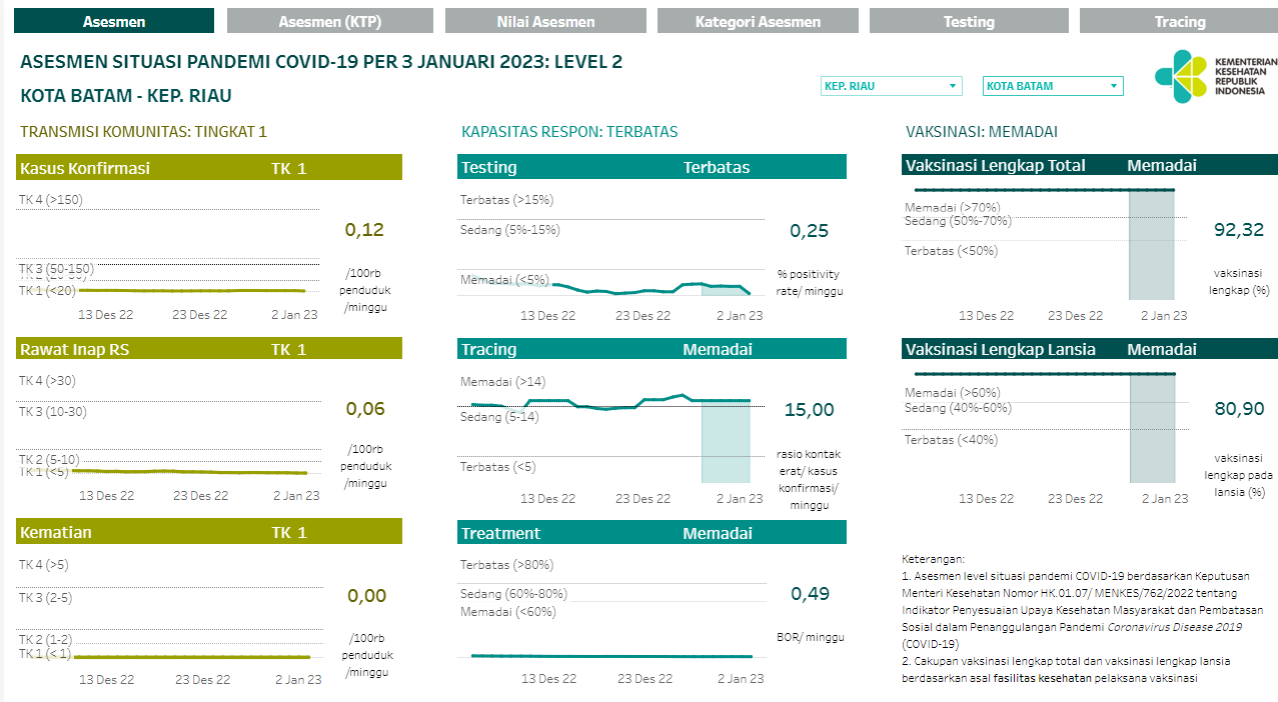 Asesmen
Asesmen (KTP)
Nilai Asesmen
Kategori Asesmen
Testing
Tracing
ASESMEN SITUASI PANDEMI COVID-19 PER 3 JANUARI 2023: LEVEL 2
KOTA BATAM - KEP. RIAU
KEP. RIAU
KOTA BATAM
KEMENTERIAN
KESEHATAN
REPUBLIK
INDONESIA
TRANSMISI KOMUNITAS: TINGKAT 1
Kasus Konfirmasi TK 1
TK 4 (>150)
TK 3 (50-150)
TK 1 (<20)
0,12
/100rb
penduduk
/minggu
13 Des 22 23 Des 22 2 Jan 23
Rawat Inap RS TK 1
TK 4 (>30)
TK 3 (10-30)
TK 2 (5-10)
TK 1 (<5)
0,06
/100rb
penduduk
/minggu
13 Des 22 23 Des 22 2 Jan 23
Kematian TK 1
TK 4 (>5)
TK 3 (2-5)
TK 2 (1-2)
TK 1 (<1)
0,00
/100rb
penduduk
/minggu
13 Des 22 23 Des 22 2 Jan 23
KAPASITAS RESPON: TERBATAS
Testing Terbatas
Terbatas (>15%)
Sedang (5%-15%)
Memadai (<5%)
0,25
% positivity
rate/ minggu
13 Des 22 23 Des 22 2 Jan 23
Tracing Memadai
Memadai (>14)
Sedang (5-14)
Terbatas (<5)
15,00
rasio kontak
erat/ kasus
konfirmasi/
minggu
13 Des 22 23 Des 22 2 Jan 23
Treatment Memadai
Terbatas (>80%)
Sedang (60%-80%)
Memadai (<60%)
0,49
BOR/ minggu
13 Des 22 23 Des 22 2 Jan 23
VAKSINASI: MEMADAI
Vaksinasi Lengkap Total Memadai
Memadai (>70%)
Sedang (50%-70%)
Terbatas (<50%)
92,32
vaksinasi
lengkap (%)
13 Des 22 23 Des 22 2 Jan 23
Vaksinasi Lengkap Lansia Memadai
Memadai (>60%)
Sedang (40%-60%)
Terbatas (<40%)
80,90
vaksinasi
lengkap pada
lansia (%)
13 Des 22 23 Des 22 2 Jan 23
Keterangan:
1. Asesmen level situasi pandemi COVID-19 berdasarkan Keputusan
Menteri Kesehatan Nomor HK.01.07/ MENKES/762/2022 tentang
Indikator Penyesuaian Upaya Kesehatan Masyarakat dan Pembatasan
Sosial dalam Penanggulangan Pandemi Coronavirus Disease 2019
(COVID-19)
2. Cakupan vaksinasi lengkap total dan vaksinasi lengkap lansia
berdasarkan asal fasilitas kesehatan pelaksana vaksinasi